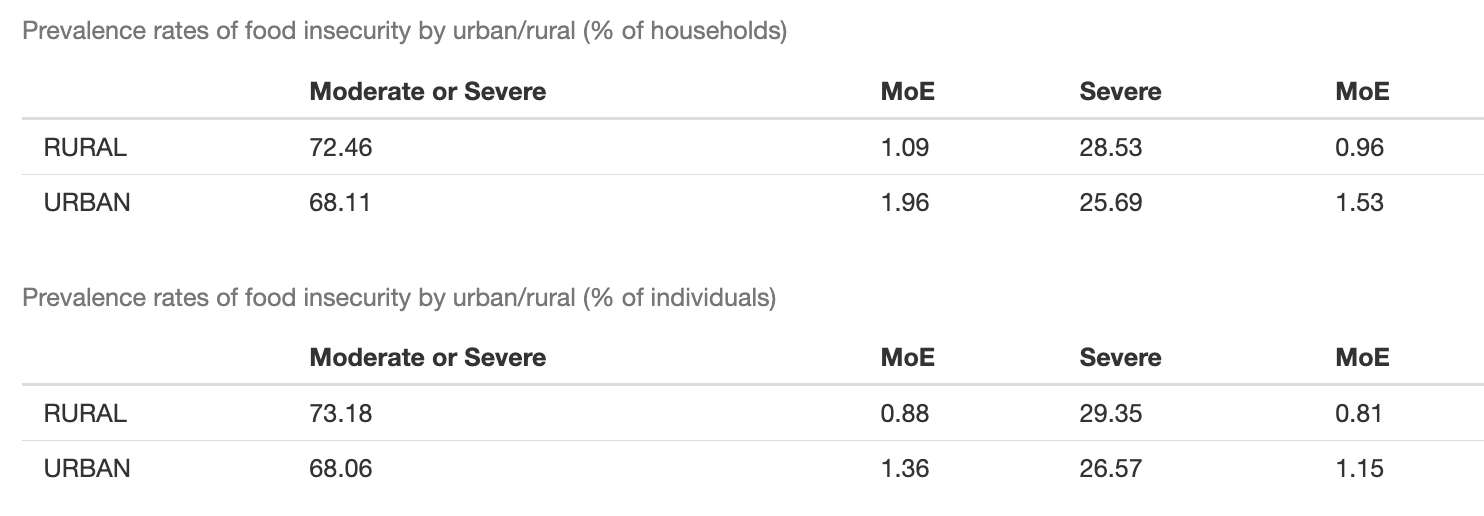 Prevalence rates of food insecurity by urban/rural (% of households)
Moderate or Severe MoE Severe MoE
RURAL 72.46 1.09 28.53 0.96
URBAN 68.11 1.96 25.69 1.53
Prevalence rates of food insecurity by urban/rural (% of individuals)
Moderate or Severe MoE Severe MoE
RURAL 73.18 0.88 29.35 0.81
URBAN 68.06 1.36 26.57 1.15